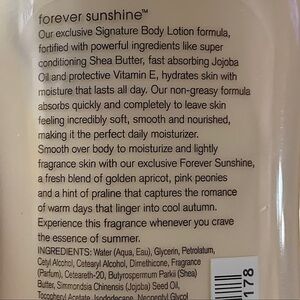 forever sunshine™
Our exclusive Signature Body Lotion formula,
fortified with powerful ingredients like super
conditioning Shea Butter, fast absorbing Jojoba
Oil and protective Vitamin E, hydrates skin with
moisture that lasts all day. Our non-greasy formula
absorbs quickly and completely to leave skin
feeling incredibly soft, smooth and nourished,
making it the perfect daily moisturizer.
Smooth over body to moisturize and lightly
fragrance skin with our exclusive Forever Sunshine,
a fresh blend of golden apricot, pink peonies
and a hint of praline that captures the romance
of warm days that linger into cool autumn.
Experience this fragrance whenever you crave
the essence of summer.
INGREDIENTS: Water (Aqua, Eau), Glycerin, Petrolatum,
Cetyl Alcohol, Cetearyl Alcohol, Dimethicone, Fragrance
(Parfum), Ceteareth-20, Butyrospermum Parkii (Shea)
Butter, Simmondsia Chinensis (Jojoba) Seed Oil,
Tocopheryl Acetate, Isododecane, Neopentyl Glycol
178